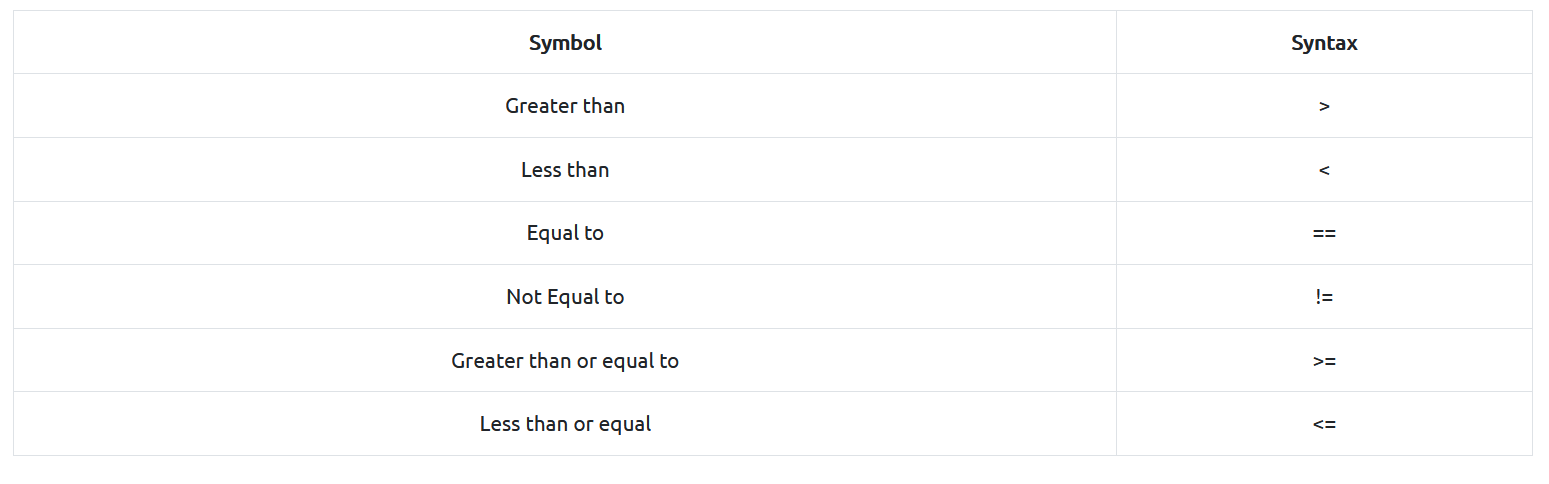 Symbol Syntax
Greater than >
Less than <
Equal to ==
Not Equal to !=
Greater than or equal to >=
Less than or equal <=